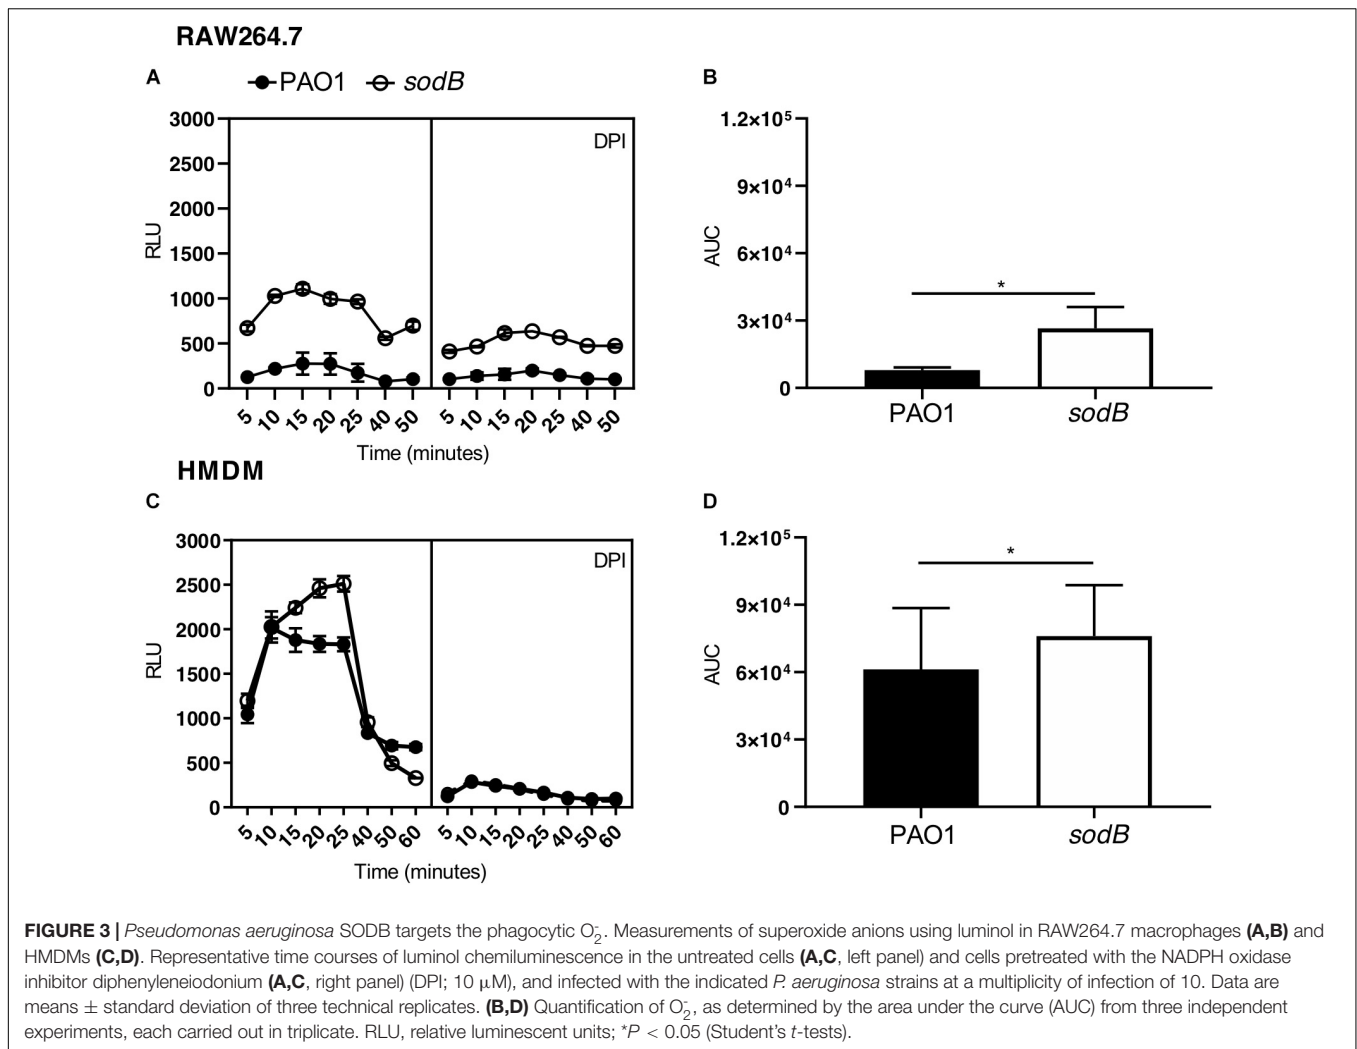 RAW264.7
A
PAO1 sodB
3000
2500
2000
1500
1000
500
0
RLU
DPI
5 10 15 20 25 40 50 5 10 15 20 25 40 50
Time (minutes)
B
1.2×10⁵
9×10⁴
6×10⁴
3×10⁴
0
AUC
*
PAO1 sodB
HMDM
C
3000
2500
2000
1500
1000
500
0
RLU
DPI
5 10 15 20 25 40 50 60 5 10 15 20 25 40 50 60
Time (minutes)
D
1.2×10⁵
9×10⁴
6×10⁴
3×10⁴
0
AUC
*
PAO1 sodB
FIGURE 3 | Pseudomonas aeruginosa SODB targets the phagocytic O₂⁻. Measurements of superoxide anions using luminol in RAW264.7 macrophages (A,B) and
HMDMs (C,D). Representative time courses of luminol chemiluminescence in the untreated cells (A,C, left panel) and cells pretreated with the NADPH oxidase
inhibitor diphenyleneiodonium (A,C, right panel) (DPI; 10 μM), and infected with the indicated P. aeruginosa strains at a multiplicity of infection of 10. Data are
means ± standard deviation of three technical replicates. (B,D) Quantification of O₂⁻, as determined by the area under the curve (AUC) from three independent
experiments, each carried out in triplicate. RLU, relative luminescent units; *P < 0.05 (Student's t-tests).